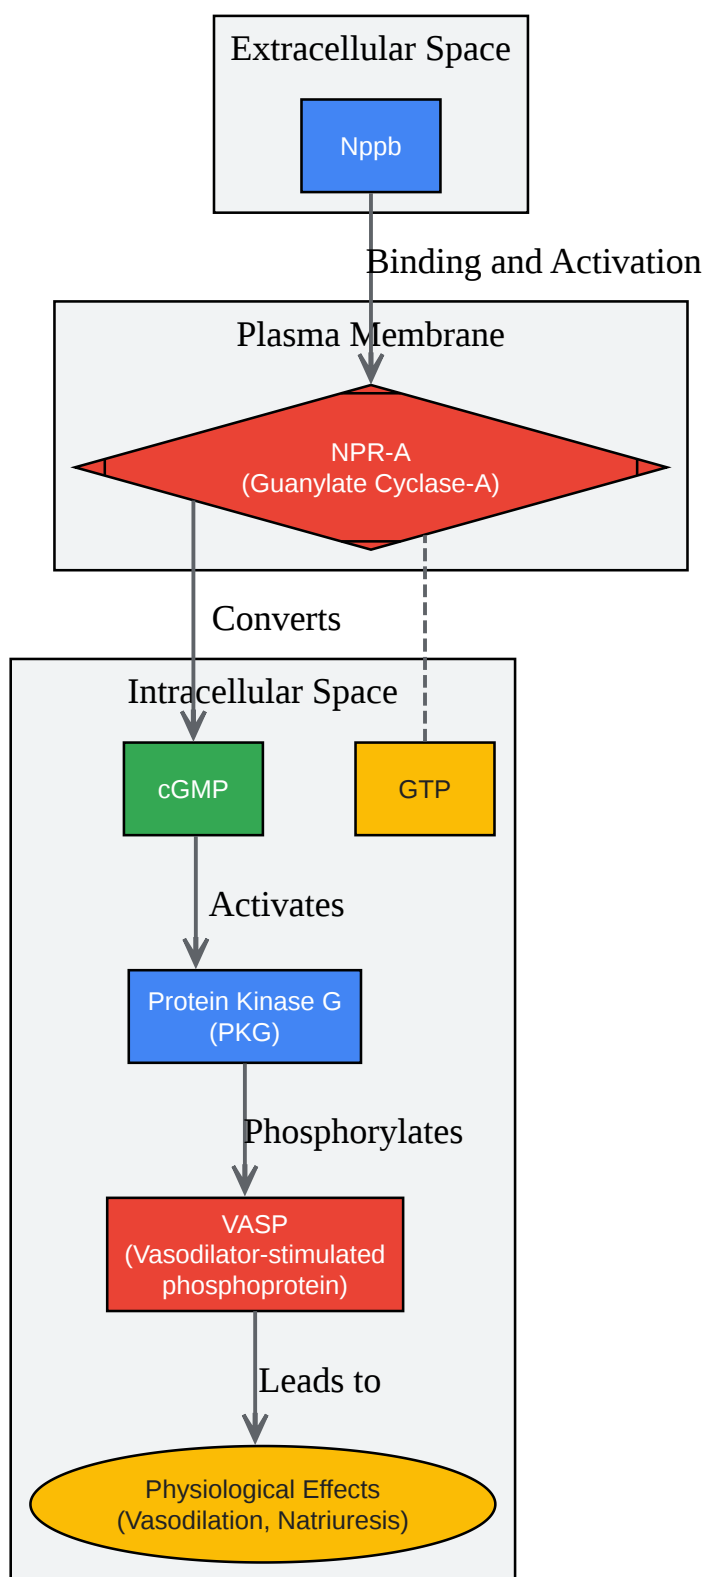 Extracellular Space
Nppb
Binding and Activation
Plasma Membrane
NPR-A
(Guanylate Cyclase-A)
Converts
Intracellular Space
cGMP
GTP
Activates
Protein Kinase G
(PKG)
Phosphorylates
VASP
(Vasodilator-stimulated
phosphoprotein)
Leads to
Physiological Effects
(Vasodilation, Natriuresis)